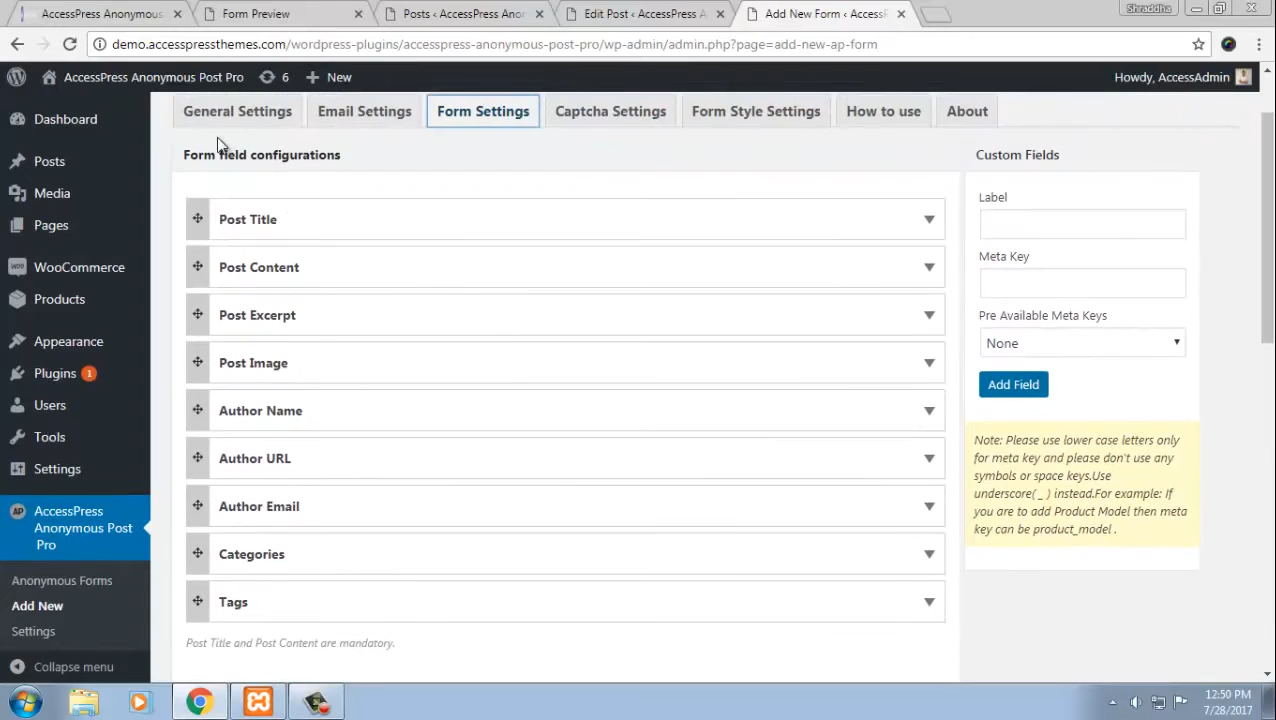 AccessPress Anonymous
Form Preview
Posts ‹ AccessPress Ano
Edit Post ‹ AccessPress A
Add New Form ‹ Access
Shraddha
demo.accesspressthemes.com/wordpress-plugins/accesspress-anonymous-post-pro/wp-admin/admin.php?page=add-new-ap-form
AccessPress Anonymous Post Pro
6
New
Howdy, AccessAdmin
Dashboard
Posts
Media
Pages
WooCommerce
Products
Appearance
Plugins 1
Users
Tools
Settings
AP AccessPress
Anonymous Post
Pro
Anonymous Forms
Add New
Settings
Collapse menu
General Settings
Email Settings
Form Settings
Captcha Settings
Form Style Settings
How to use
About
Form field configurations
Post Title
Post Content
Post Excerpt
Post Image
Author Name
Author URL
Author Email
Categories
Tags
Post Title and Post Content are mandatory.
Custom Fields
Label
Meta Key
Pre Available Meta Keys
None
Add Field
Note: Please use lower case letters only
for meta key and please don't use any
symbols or space keys.Use
underscore( _ ) instead.For example: If
you are to add Product Model then meta
key can be product_model .
12:50 PM
7/28/2017